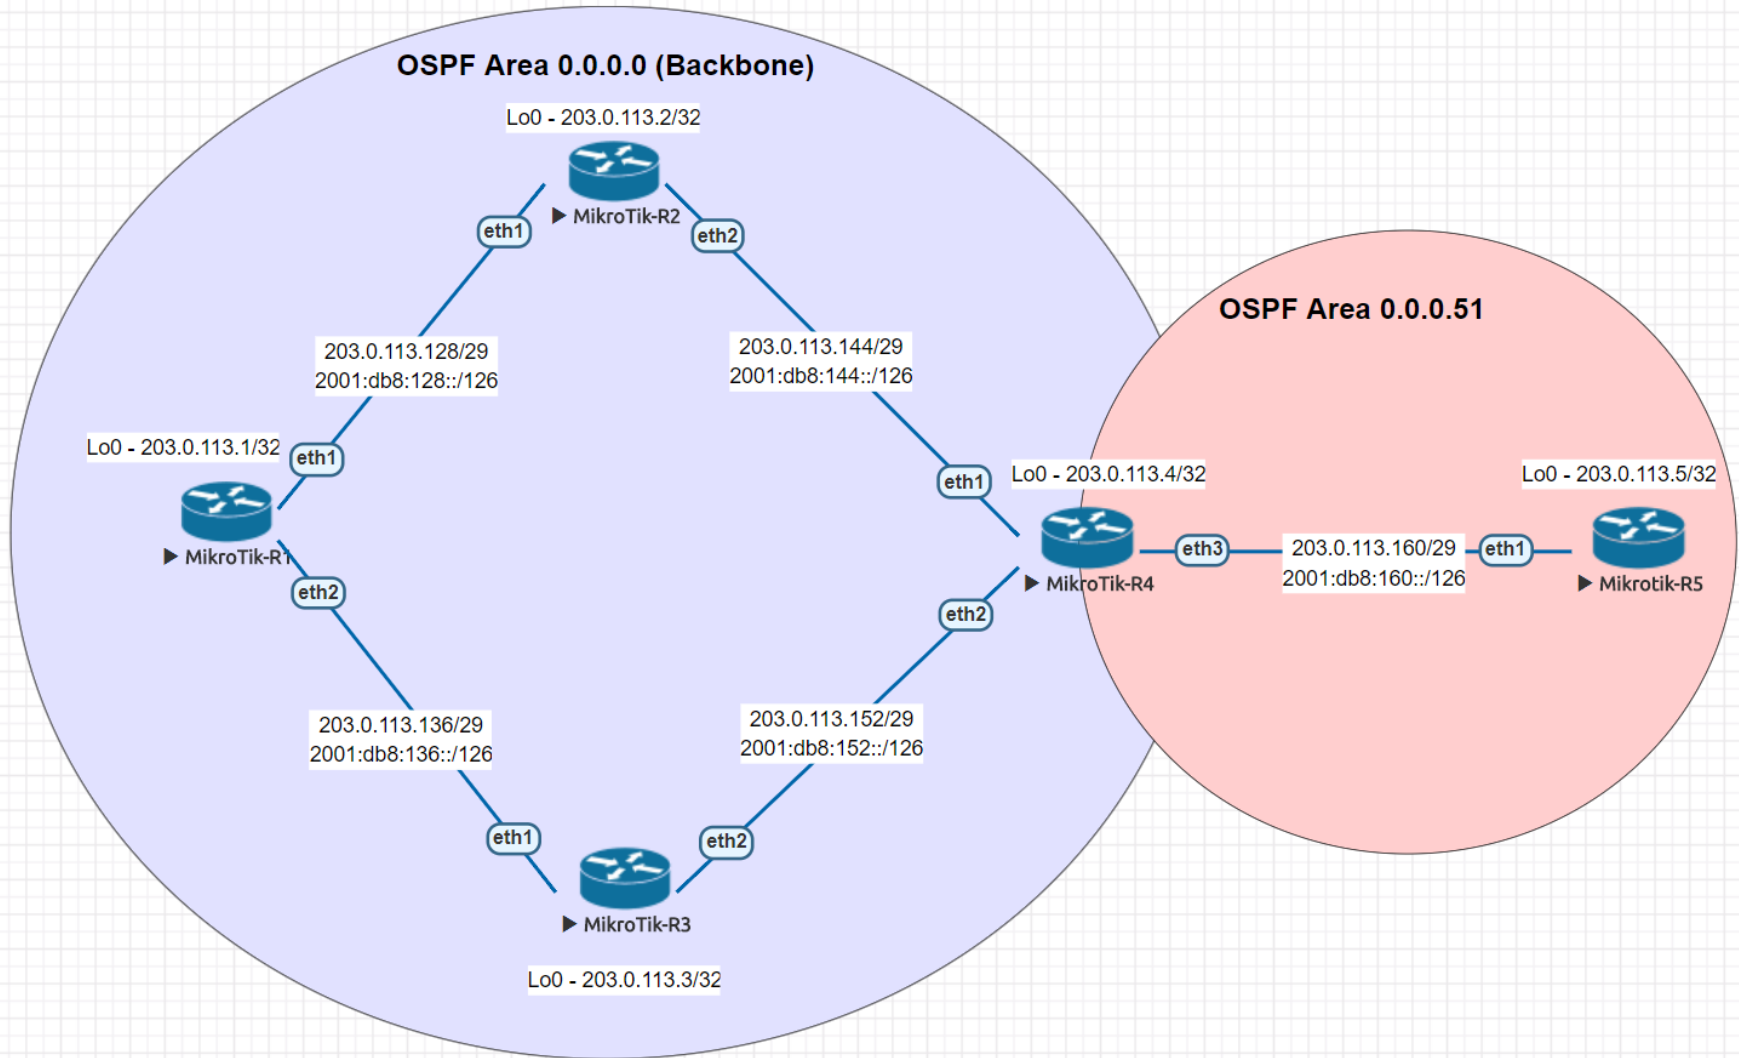 OSPF Area 0.0.0.0 (Backbone)
Lo0 - 203.0.113.2/32
MikroTik-R2
eth1
eth2
OSPF Area 0.0.0.51
203.0.113.128/29
2001:db8:128::/126
203.0.113.144/29
2001:db8:144::/126
Lo0 - 203.0.113.1/32
eth1
MikroTik-R1
eth2
eth1
Lo0 - 203.0.113.4/32
MikroTik-R4
eth2
eth3
203.0.113.160/29
2001:db8:160::/126
eth1
Lo0 - 203.0.113.5/32
Mikrotik-R5
203.0.113.136/29
2001:db8:136::/126
203.0.113.152/29
2001:db8:152::/126
eth1
eth2
MikroTik-R3
Lo0 - 203.0.113.3/32